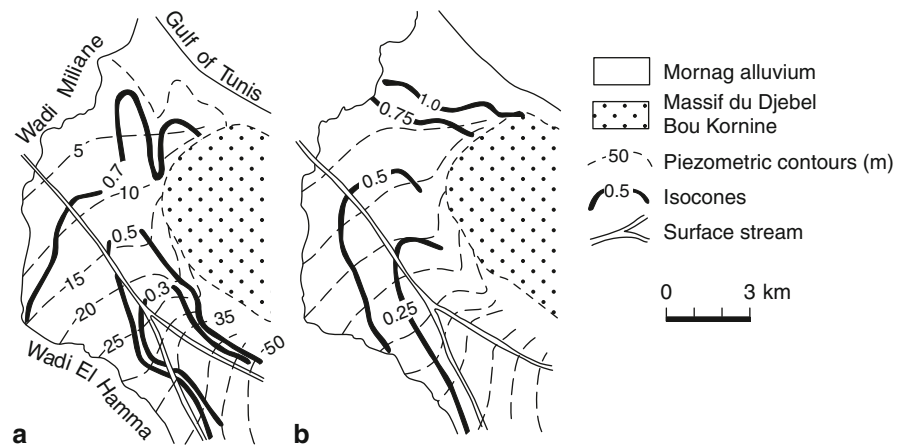 Wadi Miliane
Gulf of Tunis
5
0.7
10
0.5
15
0.3
20
35
25
50
Wadi El Hamma
a
1.0
0.75
0.5
0.25
b
Mornag alluvium
Massif du Djebel
Bou Kornine
50
Piezometric contours (m)
0.5
Isocones
Surface stream
0 3 km